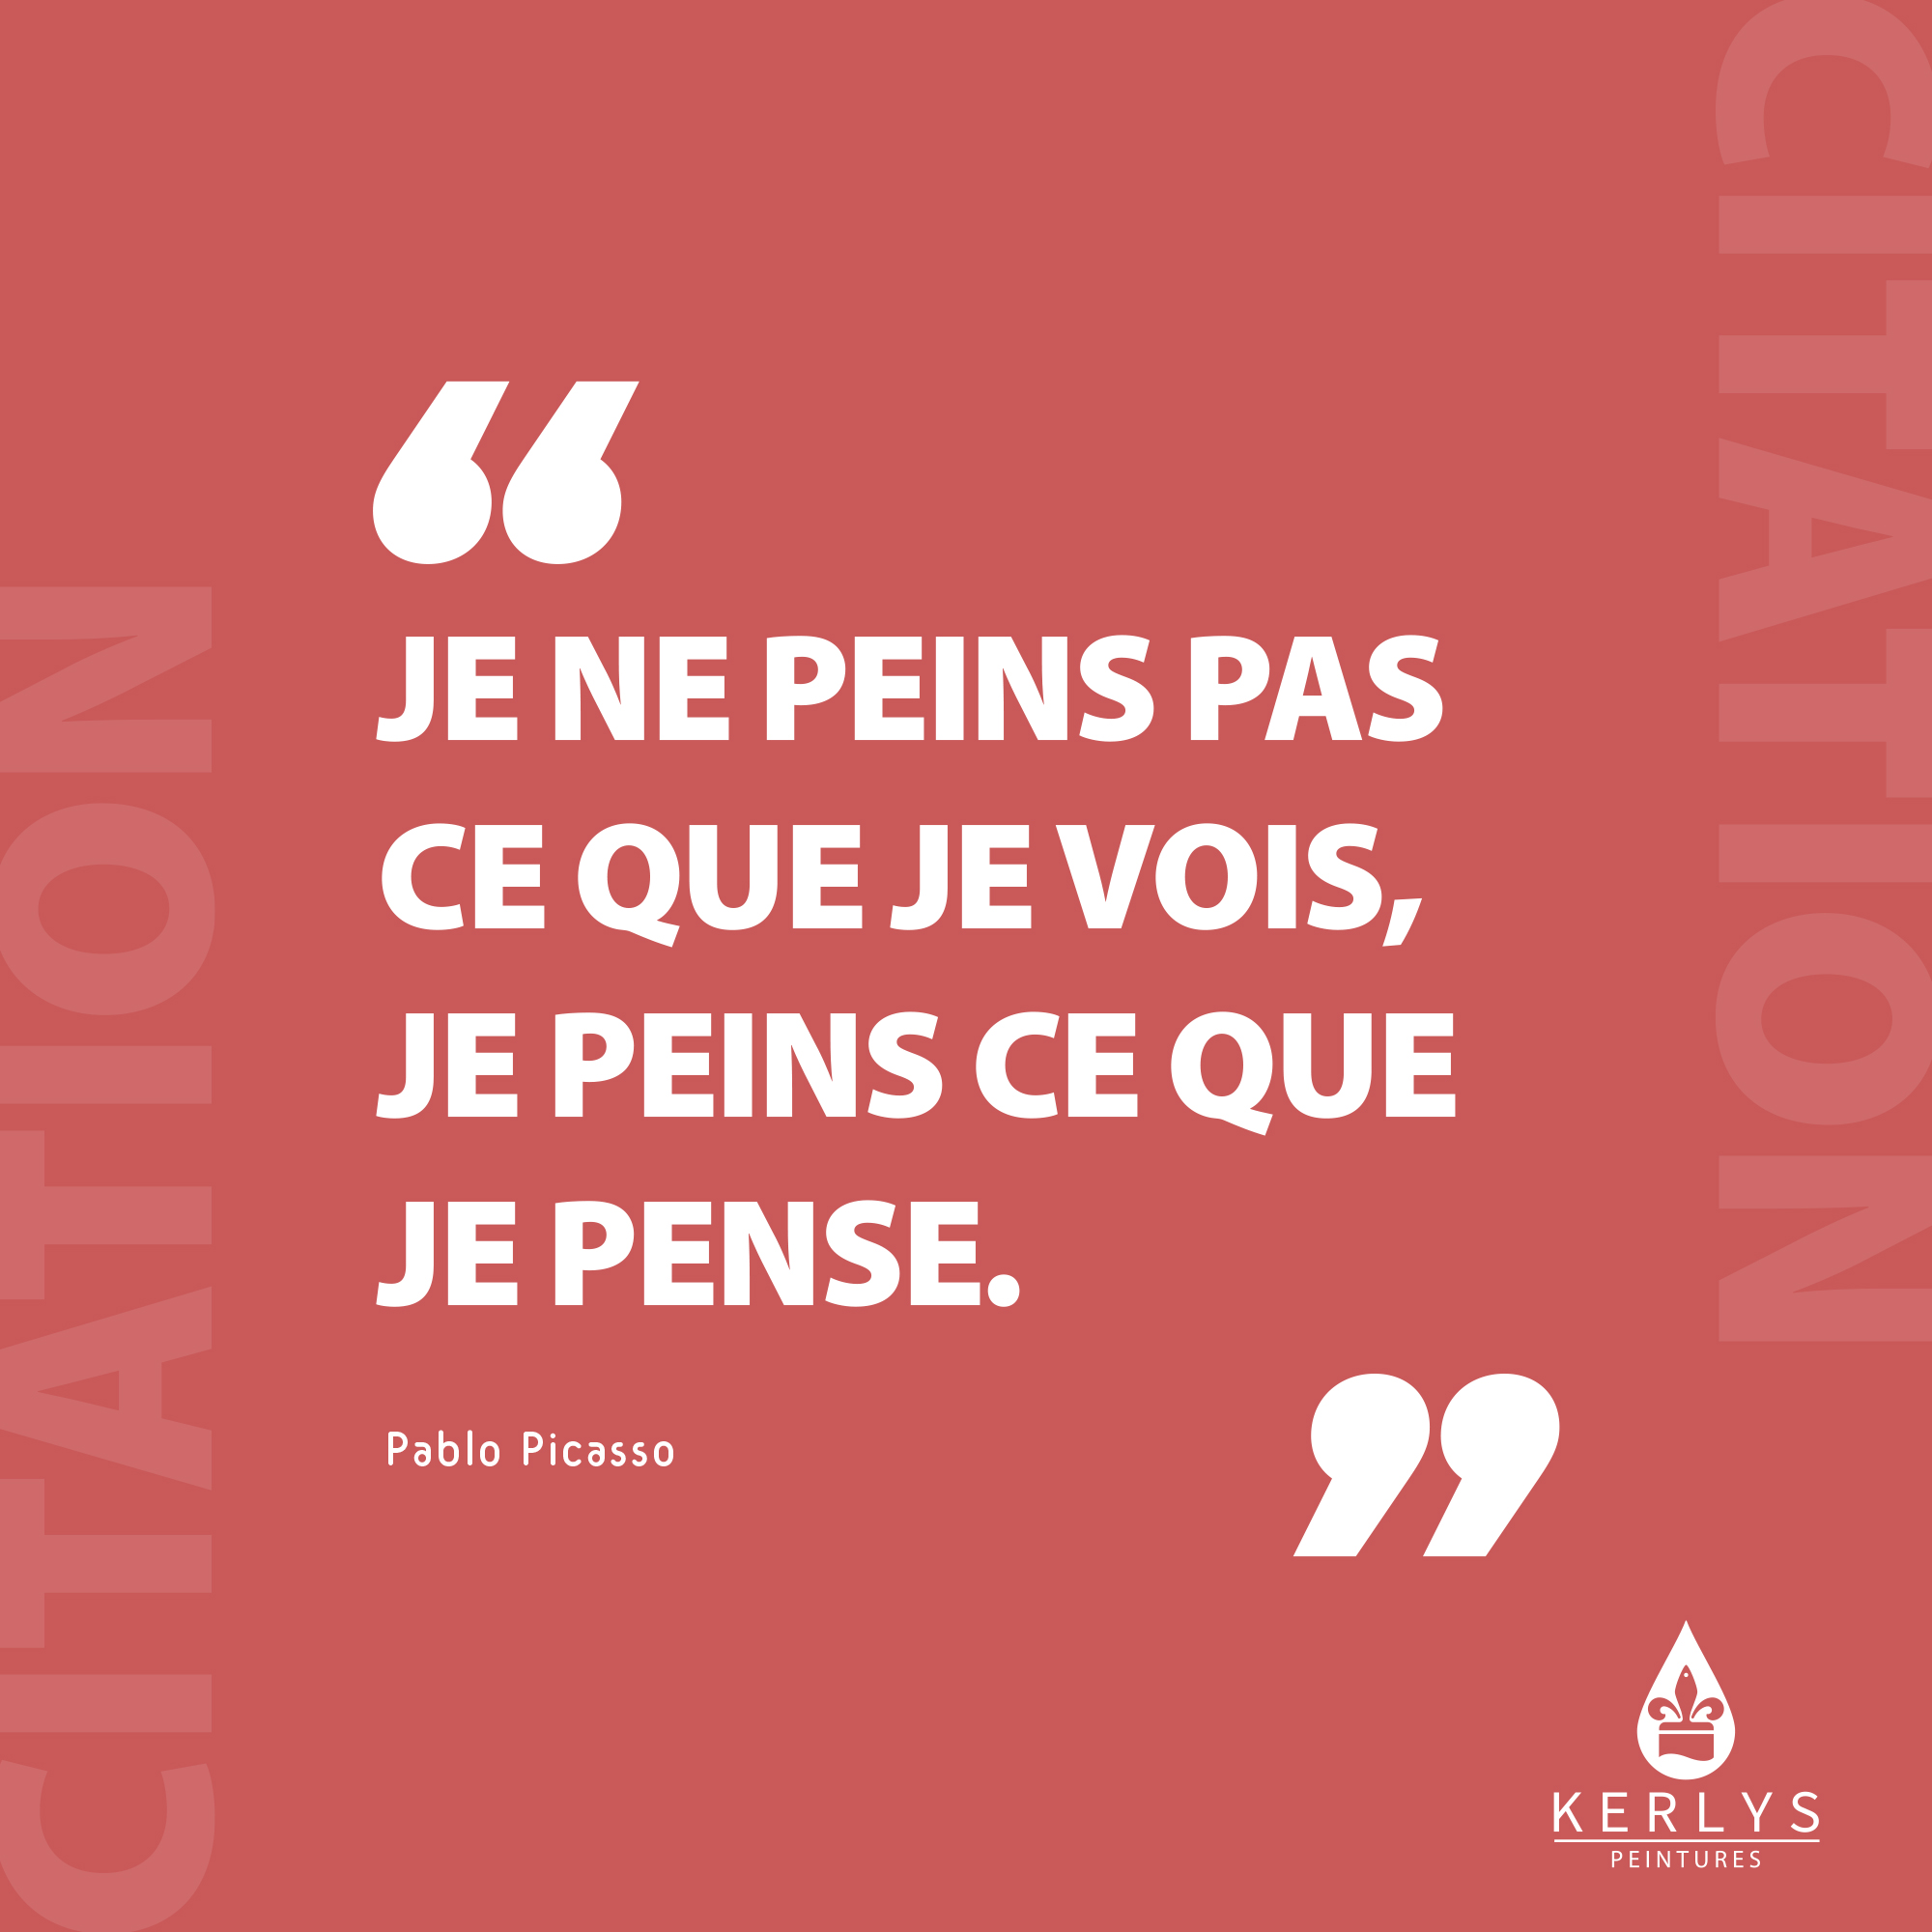 CITATION
CITATION
“
JE NE PEINS PAS
CE QUE JE VOIS,
JE PEINS CE QUE
JE PENSE.
”
Pablo Picasso
KERLYS
PEINTURES